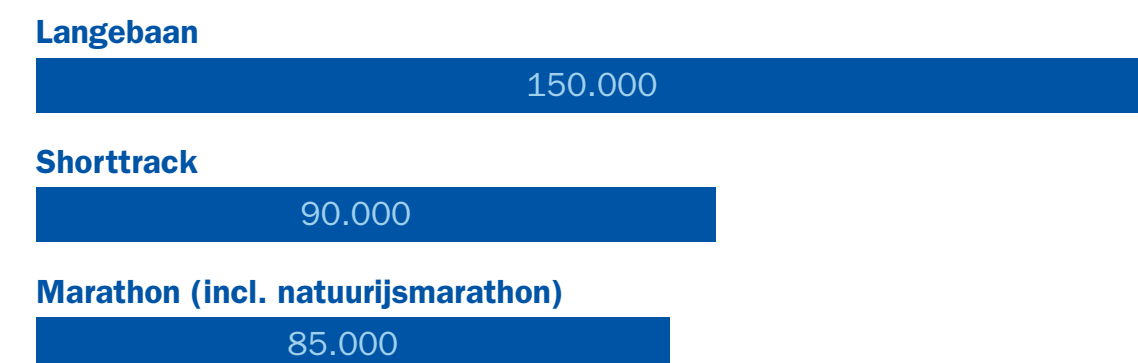 Langebaan
150.000
Shorttrack
90.000
Marathon (incl. natuurijsmarathon)
85.000